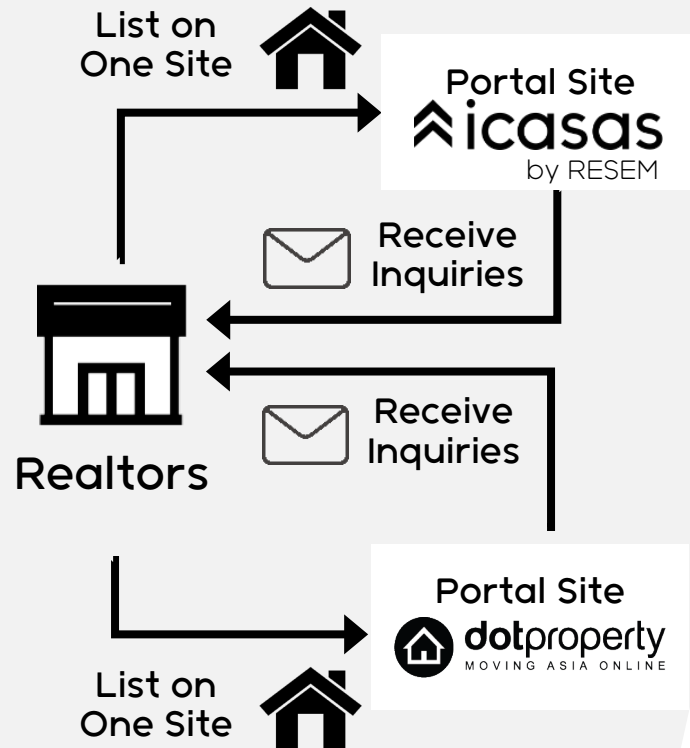 List on
One Site
Portal Site
icasas
by RESEM
Receive
Inquiries
Realtors
Receive
Inquiries
Portal Site
dotproperty
MOVING ASIA ONLINE
List on
One Site